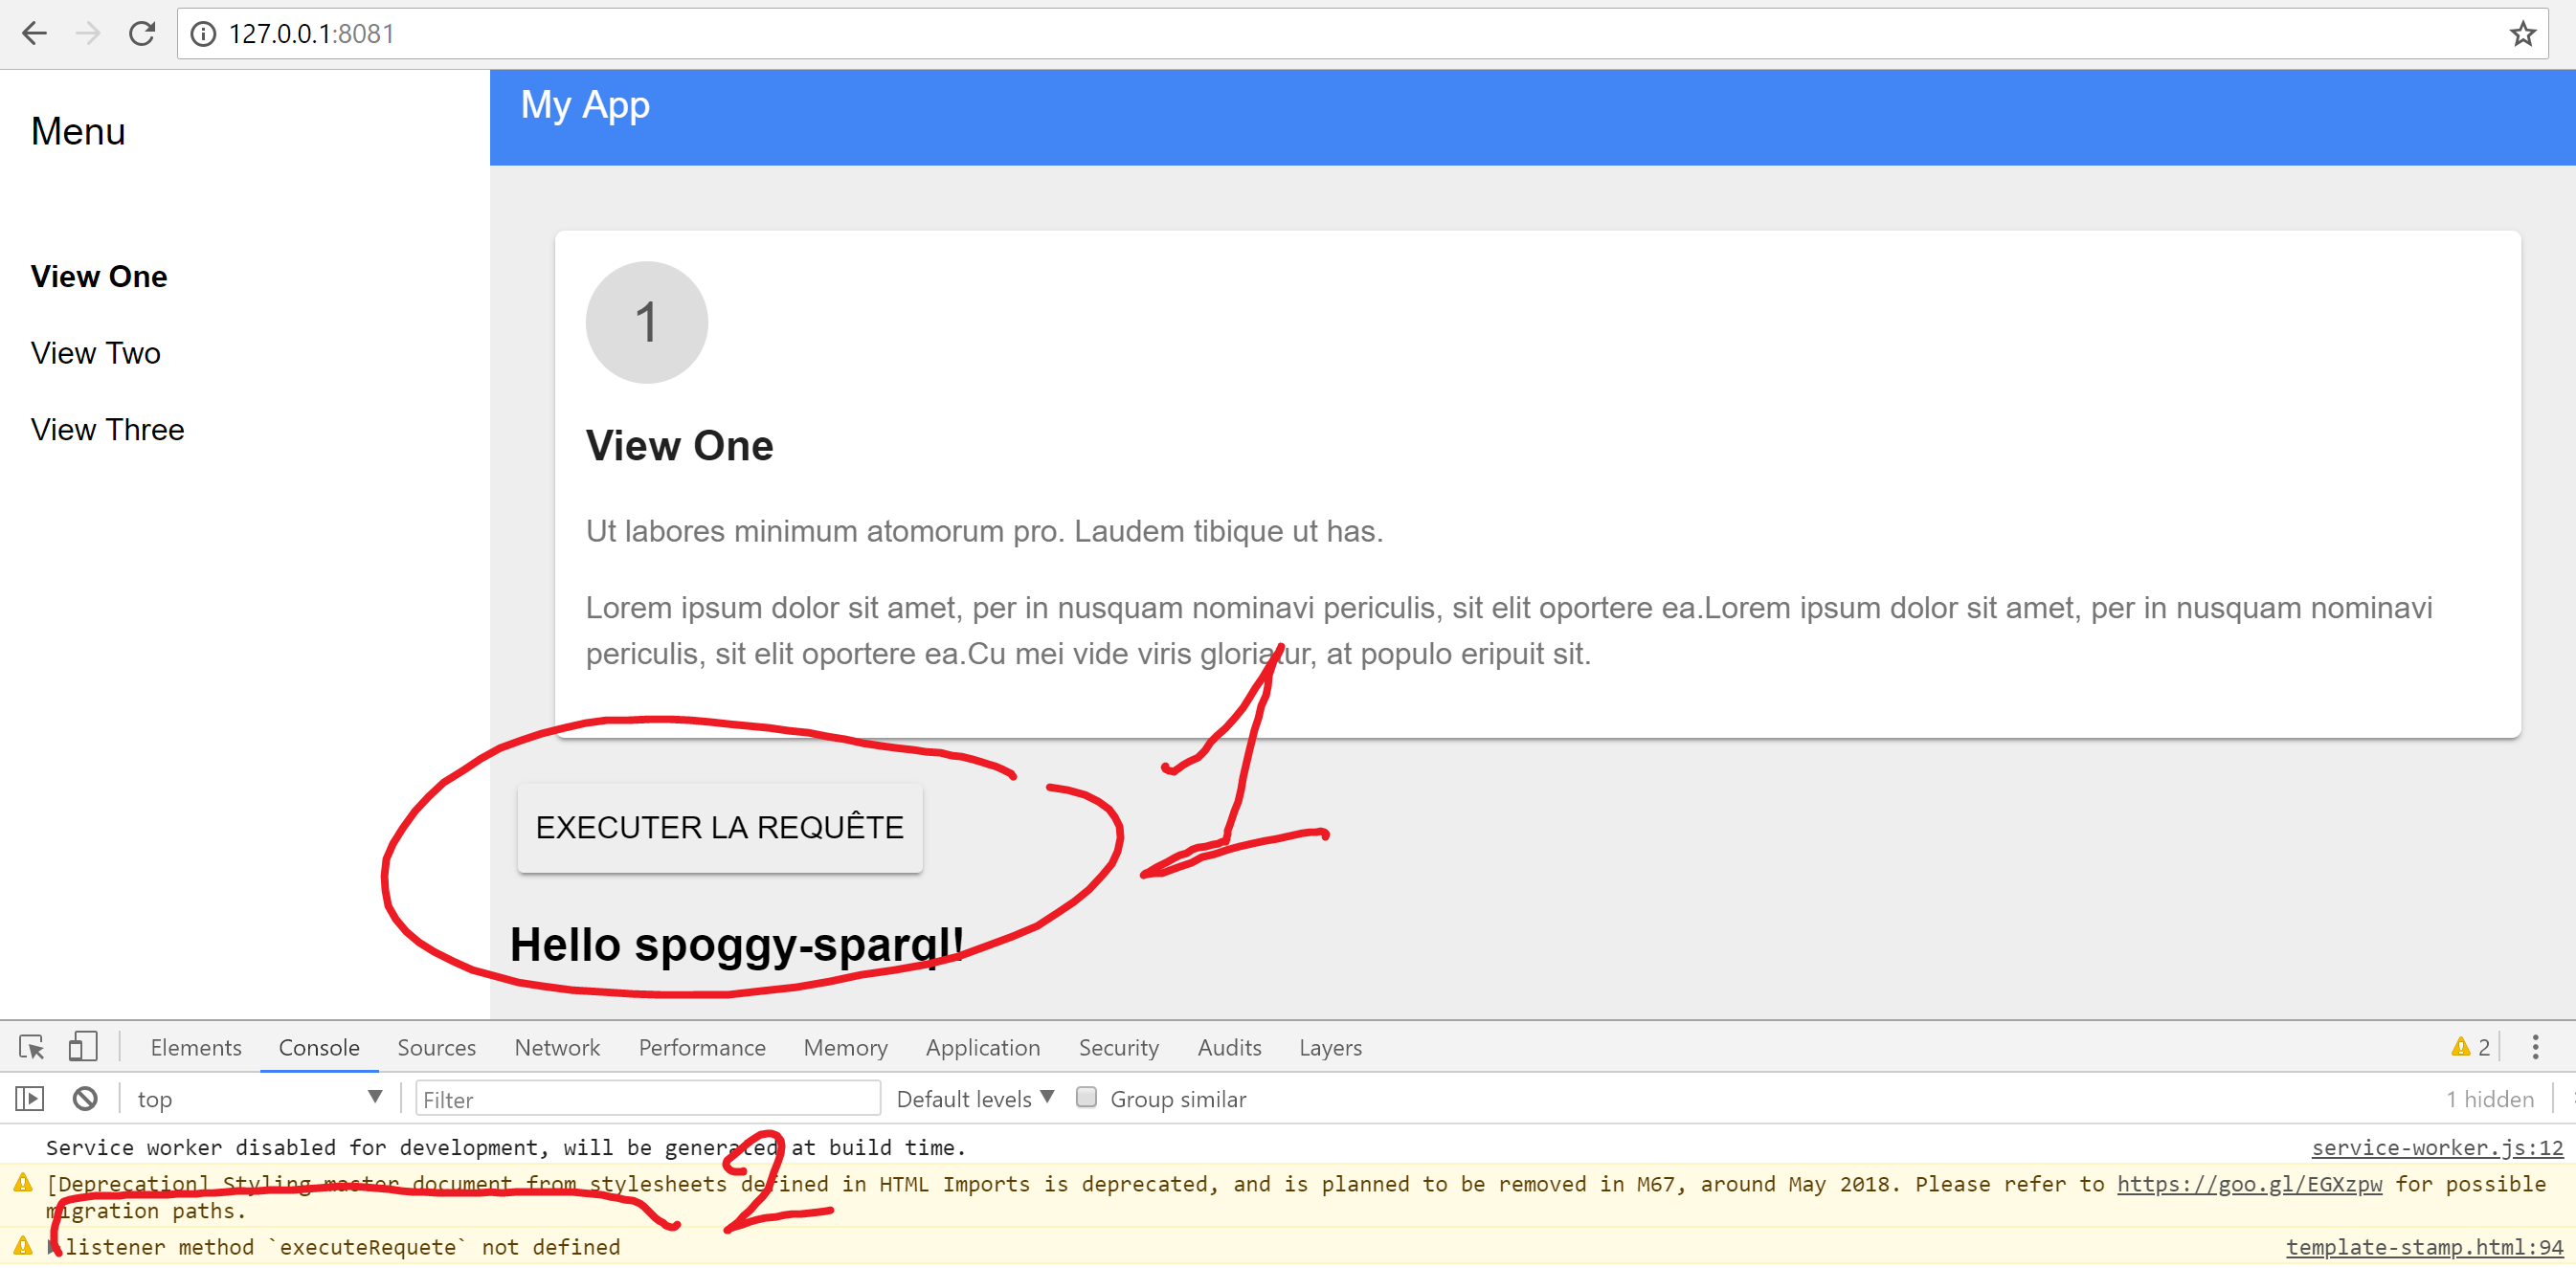 127.0.0.1:8081
Menu
View One
View Two
View Three
My App
1
View One
Ut labores minimum atomorum pro. Laudem tibique ut has.
Lorem ipsum dolor sit amet, per in nusquam nominavi periculis, sit elit oportere ea.Lorem ipsum dolor sit amet, per in nusquam nominavi
periculis, sit elit oportere ea.Cu mei vide viris gloriatur, at populo eripuit sit.
1
EXECUTER LA REQUÊTE
Hello spoggy-sparql!
Elements Console Sources Network Performance Memory Application Security Audits Layers 2
top Filter Default levels Group similar 1 hidden
Service worker disabled for development, will be generated at build time. service-worker.js:12
2
[Deprecation] Styling master document from stylesheets defined in HTML Imports is deprecated, and is planned to be removed in M67, around May 2018. Please refer to https://goo.gl/EGXzpw for possible
migration paths.
listener method `executeRequete` not defined template-stamp.html:94